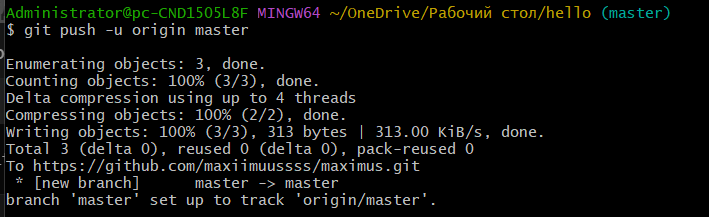 Administrator@pc-CND1505L8F MINGW64 ~/OneDrive/Рабочий стол/hello (master)
$ git push -u origin master
Enumerating objects: 3, done.
Counting objects: 100% (3/3), done.
Delta compression using up to 4 threads
Compressing objects: 100% (2/2), done.
Writing objects: 100% (3/3), 313 bytes | 313.00 KiB/s, done.
Total 3 (delta 0), reused 0 (delta 0), pack-reused 0
To https://github.com/maxiimuussss/maximus.git
 * [new branch]      master -> master
branch 'master' set up to track 'origin/master'.